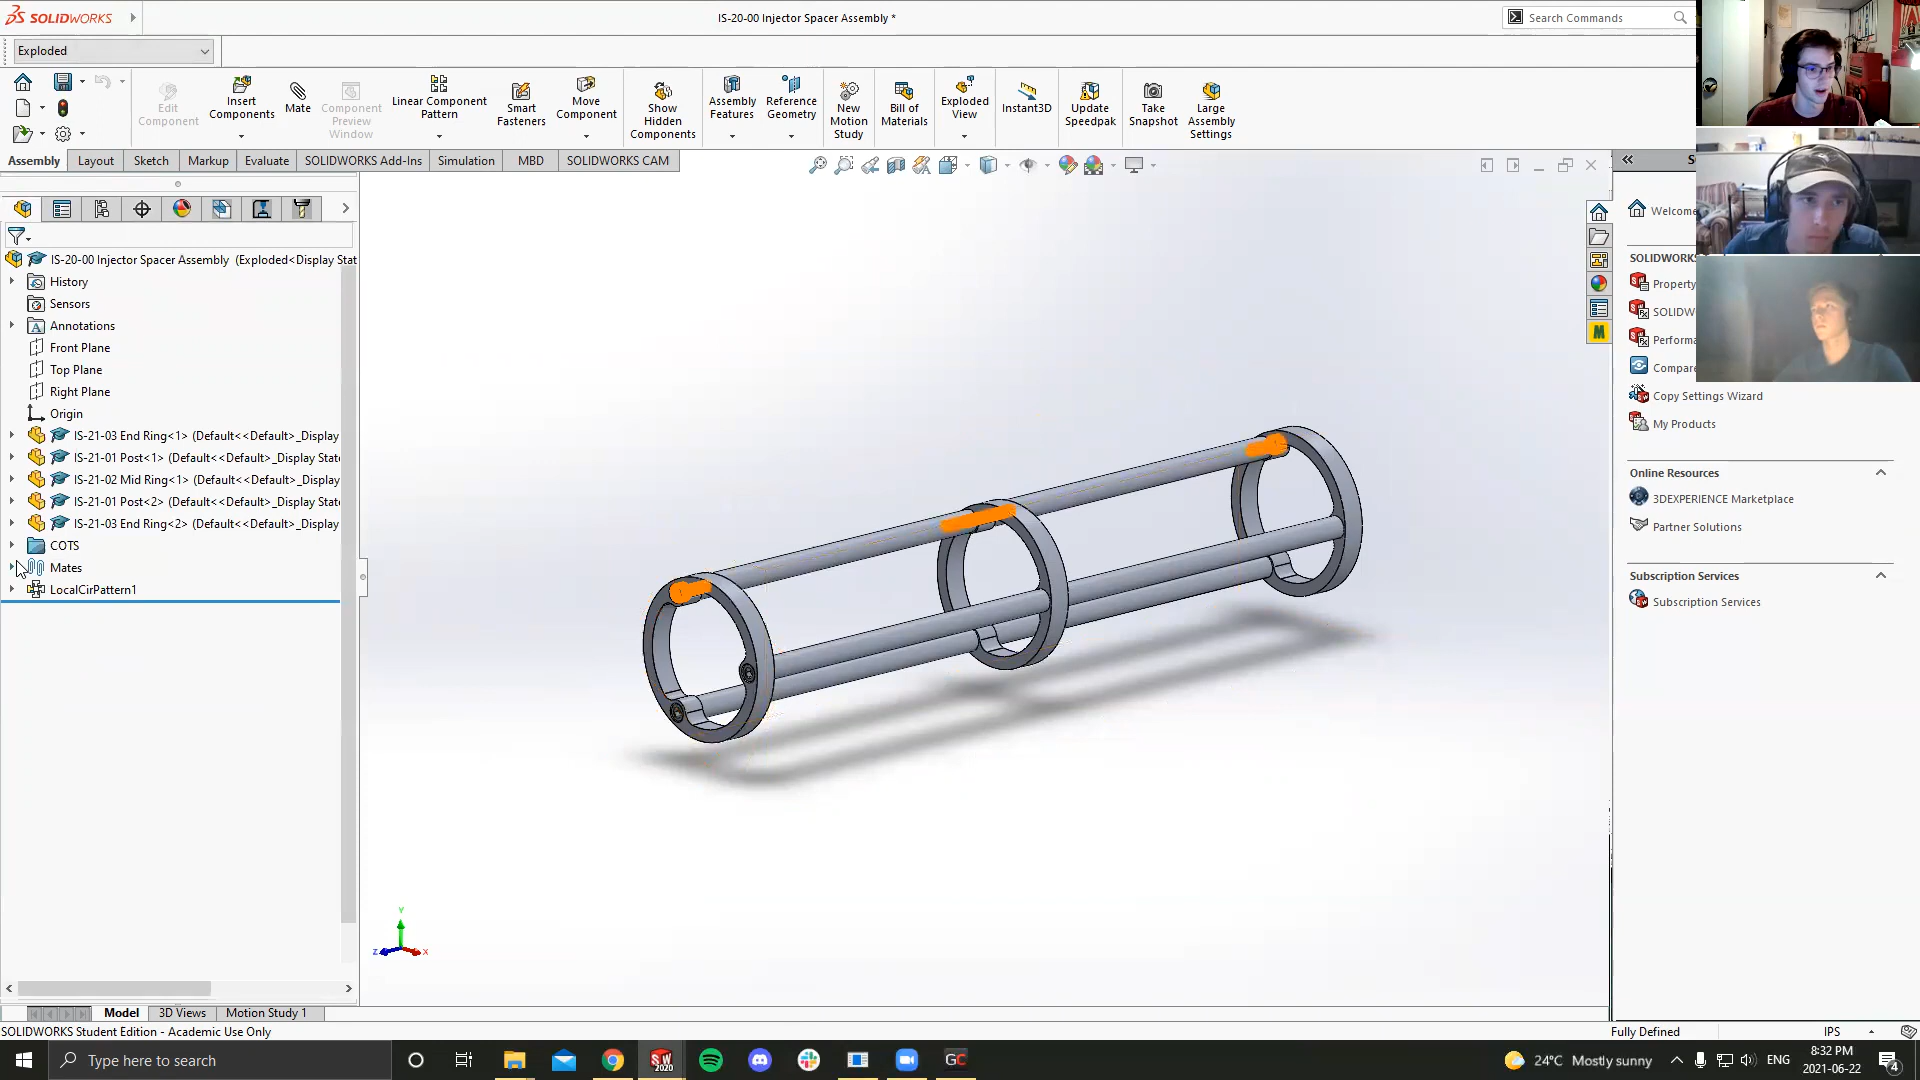 SOLIDWORKS
IS-20-00 Injector Spacer Assembly *
Search Commands
Exploded
Edit Component
Insert Components
Mate
Component Preview Window
Linear Component Pattern
Smart Fasteners
Move Component
Show Hidden Components
Assembly Features
Reference Geometry
New Motion Study
Bill of Materials
Exploded View
Instant3D
Update Speedpak
Take Snapshot
Large Assembly Settings
Assembly
Layout
Sketch
Markup
Evaluate
SOLIDWORKS Add-Ins
Simulation
MBD
SOLIDWORKS CAM
IS-20-00 Injector Spacer Assembly (Exploded<Display Stat
History
Sensors
Annotations
Front Plane
Top Plane
Right Plane
Origin
IS-21-03 End Ring<1> (Default<<Default>_Display
IS-21-01 Post<1> (Default<<Default>_Display State
IS-21-02 Mid Ring<1> (Default<<Default>_Display
IS-21-01 Post<2> (Default<<Default>_Display State
IS-21-03 End Ring<2> (Default<<Default>_Display
COTS
Mates
LocalCirPattern1
Y
Z
X
S
Welcome
SOLIDWORKS
Property
SOLIDW
Performa
Compare
Copy Settings Wizard
My Products
Online Resources
3DEXPERIENCE Marketplace
Partner Solutions
Subscription Services
Subscription Services
M
Model
3D Views
Motion Study 1
SOLIDWORKS Student Edition - Academic Use Only
Fully Defined
IPS
Type here to search
SW 2020
GC
24°C Mostly sunny
ENG
8:32 PM
2021-06-22
4